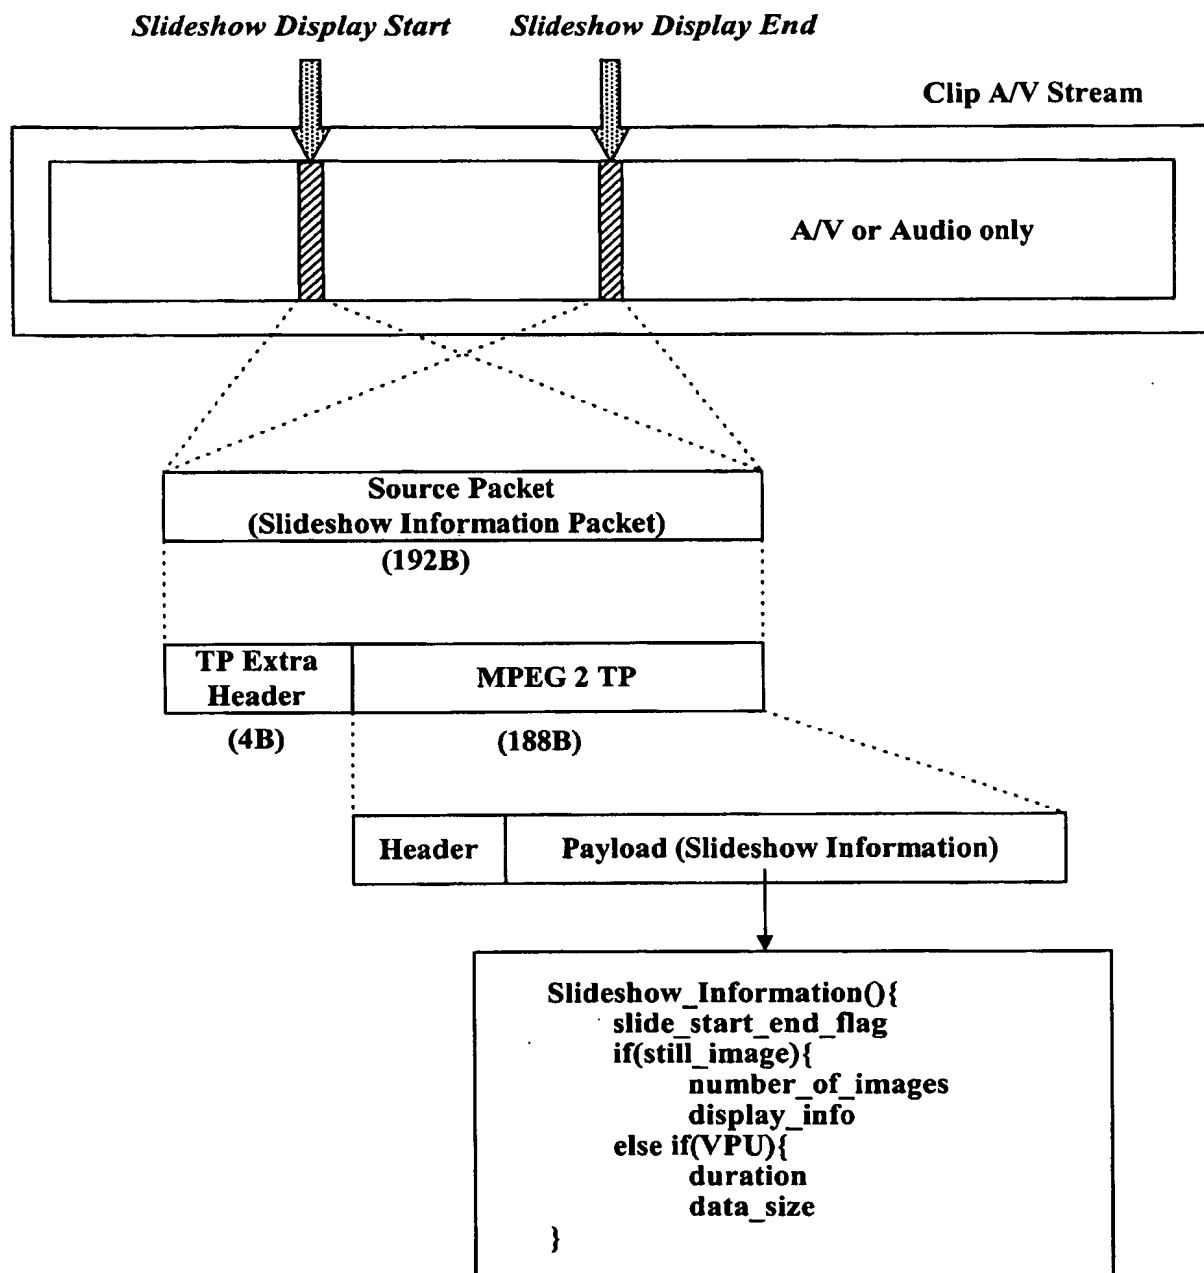 Slideshow Display Start
Slideshow Display End
Clip A/V Stream
A/V or Audio only
Source Packet
(Slideshow Information Packet)
(192B)
TP Extra
Header
MPEG 2 TP
(4B)
(188B)
Header
Payload (Slideshow Information)
Slideshow_Information(){
slide_start_end_flag
if(still_image){
number_of_images
display_info
else if(VPU){
duration
data_size
}